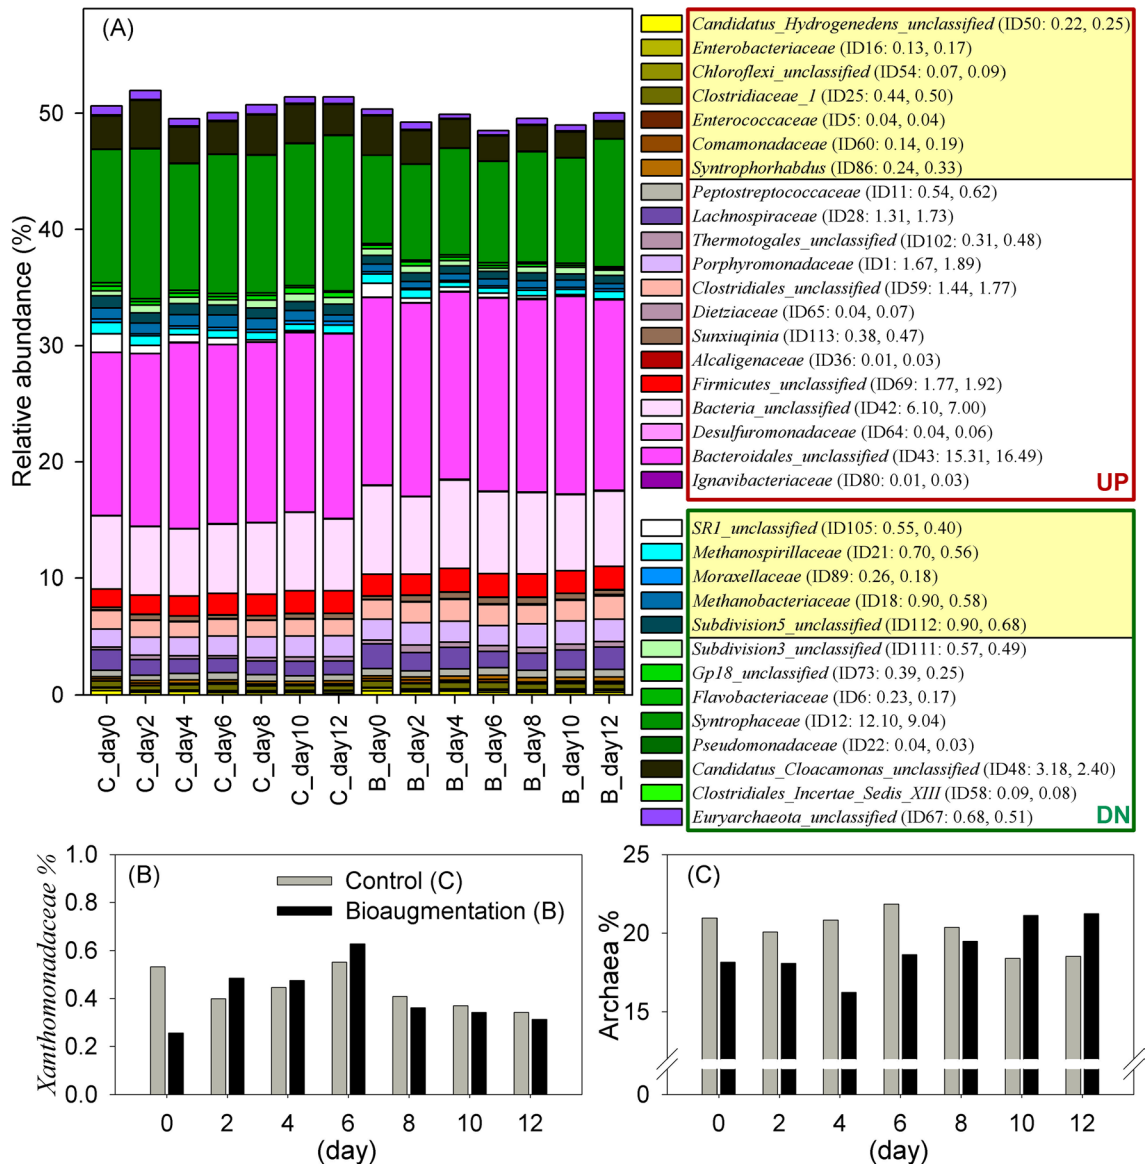 (A)
Relative abundance (%)
50
40
30
20
10
0
C_day0
C_day2
C_day4
C_day6
C_day8
C_day10
C_day12
B_day0
B_day2
B_day4
B_day6
B_day8
B_day10
B_day12
Candidatus_Hydrogenedens_unclassified (ID50: 0.22, 0.25)
Enterobacteriaceae (ID16: 0.13, 0.17)
Chloroflexi_unclassified (ID54: 0.07, 0.09)
Clostridiaceae_1 (ID25: 0.44, 0.50)
Enterococcaceae (ID5: 0.04, 0.04)
Comamonadaceae (ID60: 0.14, 0.19)
Syntrophorhabdus (ID86: 0.24, 0.33)
Peptostreptococcaceae (ID11: 0.54, 0.62)
Lachnospiraceae (ID28: 1.31, 1.73)
Thermotogales_unclassified (ID102: 0.31, 0.48)
Porphyromonadaceae (ID1: 1.67, 1.89)
Clostridiales_unclassified (ID59: 1.44, 1.77)
Dietziaceae (ID65: 0.04, 0.07)
Sunxiuqinia (ID113: 0.38, 0.47)
Alcaligenaceae (ID36: 0.01, 0.03)
Firmicutes_unclassified (ID69: 1.77, 1.92)
Bacteria_unclassified (ID42: 6.10, 7.00)
Desulfuromonadaceae (ID64: 0.04, 0.06)
Bacteroidales_unclassified (ID43: 15.31, 16.49)
Ignavibacteriaceae (ID80: 0.01, 0.03)
UP
SR1_unclassified (ID105: 0.55, 0.40)
Methanospirillaceae (ID21: 0.70, 0.56)
Moraxellaceae (ID89: 0.26, 0.18)
Methanobacteriaceae (ID18: 0.90, 0.58)
Subdivision5_unclassified (ID112: 0.90, 0.68)
Subdivision3_unclassified (ID111: 0.57, 0.49)
Gp18_unclassified (ID73: 0.39, 0.25)
Flavobacteriaceae (ID6: 0.23, 0.17)
Syntrophaceae (ID12: 12.10, 9.04)
Pseudomonadaceae (ID22: 0.04, 0.03)
Candidatus_Cloacamonas_unclassified (ID48: 3.18, 2.40)
Clostridiales_Incertae_Sedis_XIII (ID58: 0.09, 0.08)
Euryarchaeota_unclassified (ID67: 0.68, 0.51)
DN
(B)
Xanthomonadaceae %
1.0
0.8
0.6
0.4
0.2
0.0
Control (C)
Bioaugmentation (B)
0 2 4 6 8 10 12
(day)
(C)
Archaea %
25
20
15
0
0 2 4 6 8 10 12
(day)